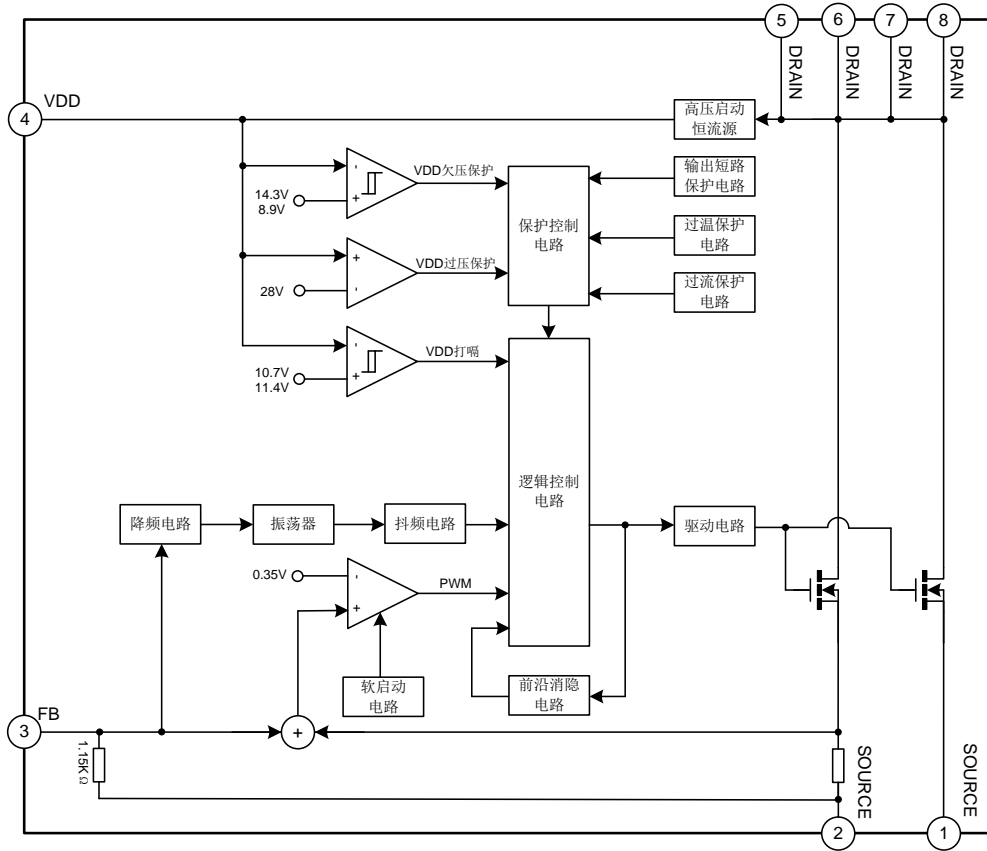 5
6
7
8
DRAIN
DRAIN
DRAIN
DRAIN
4
VDD
高压启动
恒流源
VDD欠压保护
-
+
14.3V
8.9V
输出短路
保护电路
保护控制
电路
过温保护
电路
VDD过压保护
+
-
28V
过流保护
电路
VDD打嗝
-
+
10.7V
11.4V
逻辑控制
电路
降频电路
振荡器
抖频电路
驱动电路
0.35V
-
+
PWM
软启动
电路
前沿消隐
电路
3
FB
+
1.15KΩ
SOURCE
SOURCE
2
1